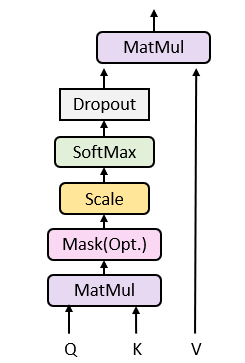 MatMul
Dropout
SoftMax
Scale
Mask(Opt.)
MatMul
Q K V